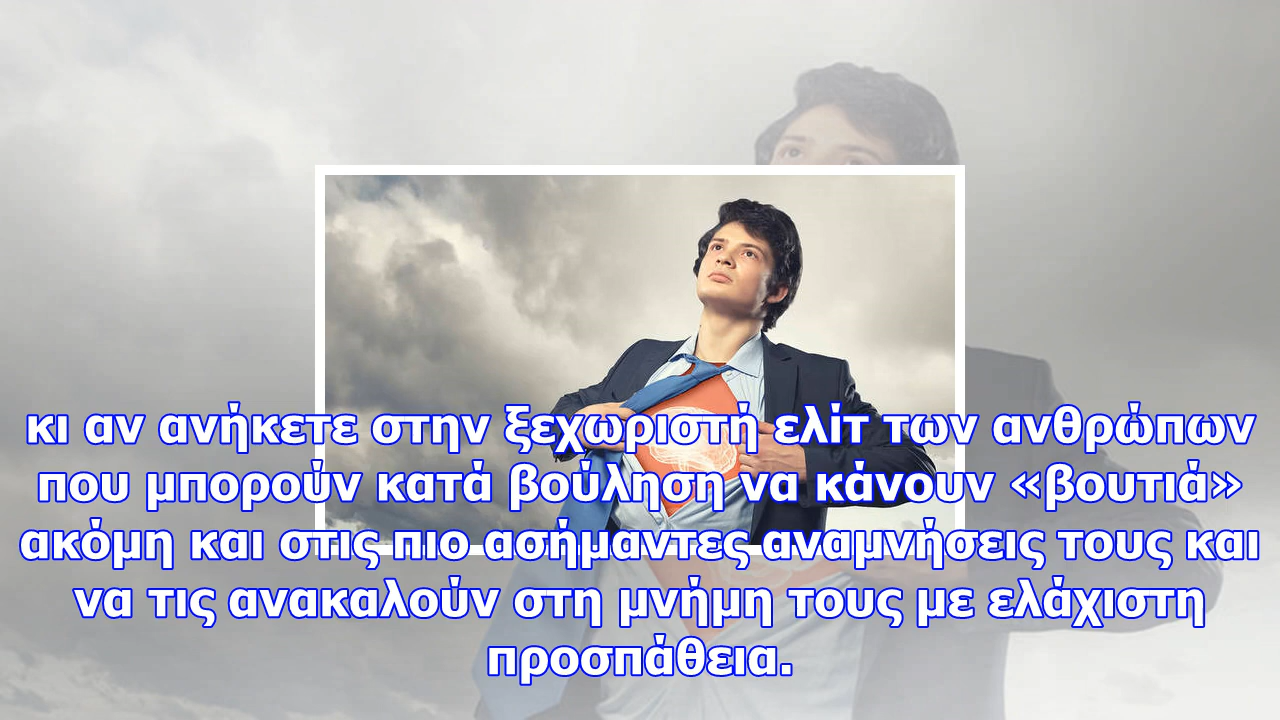 κι αν ανήκετε στην ξεχωριστή ελίτ των ανθρώπων
που μπορούν κατά βούληση να κάνουν «βουτιά»
ακόμη και στις πιο ασήμαντες αναμνήσεις τους και
να τις ανακαλούν στη μνήμη τους με ελάχιστη
προσπάθεια.